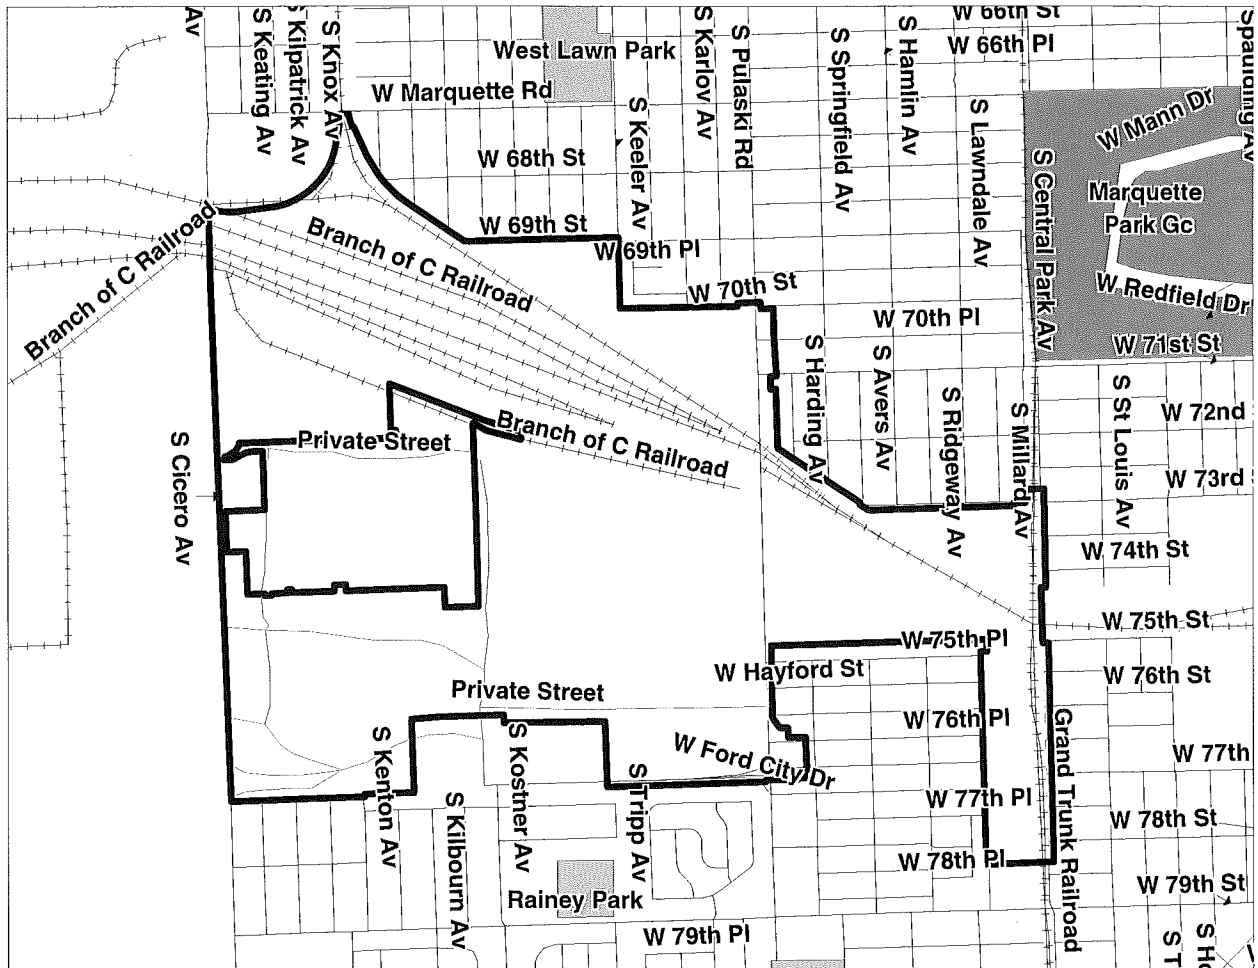 Av
S Keating Av
S Kilpatrick Av
S Knox Av
West Lawn Park
W Marquette Rd
S Karlov Av
S Pulaski Rd
S Keeler Av
S Springfield Av
S Hamlin Av
W 66th St
W 66th Pl
S Lawndale Av
S Central Park Av
W Mann Dr
Spaulding Av
Marquette
Park Gc
W Redfield Dr
W 71st St
W 68th St
W 69th St
W 69th Pl
W 70th St
W 70th Pl
Branch of C Railroad
Branch of C Railroad
Branch of C Railroad
Private Street
S Cicero Av
S Harding Av
S Avers Av
S Ridgeway Av
S Millard Av
S St Louis Av
W 72nd
W 73rd
W 74th St
W 75th St
W 75th Pl
W Hayford St
W 76th St
Private Street
W 76th Pl
W Ford City Dr
W 77th
W 77th Pl
W 78th St
W 78th Pl
W 79th St
Grand Trunk Railroad
S Kenton Av
S Kilbourn Av
S Kostner Av
S Tripp Av
Rainey Park
W 79th Pl
S T